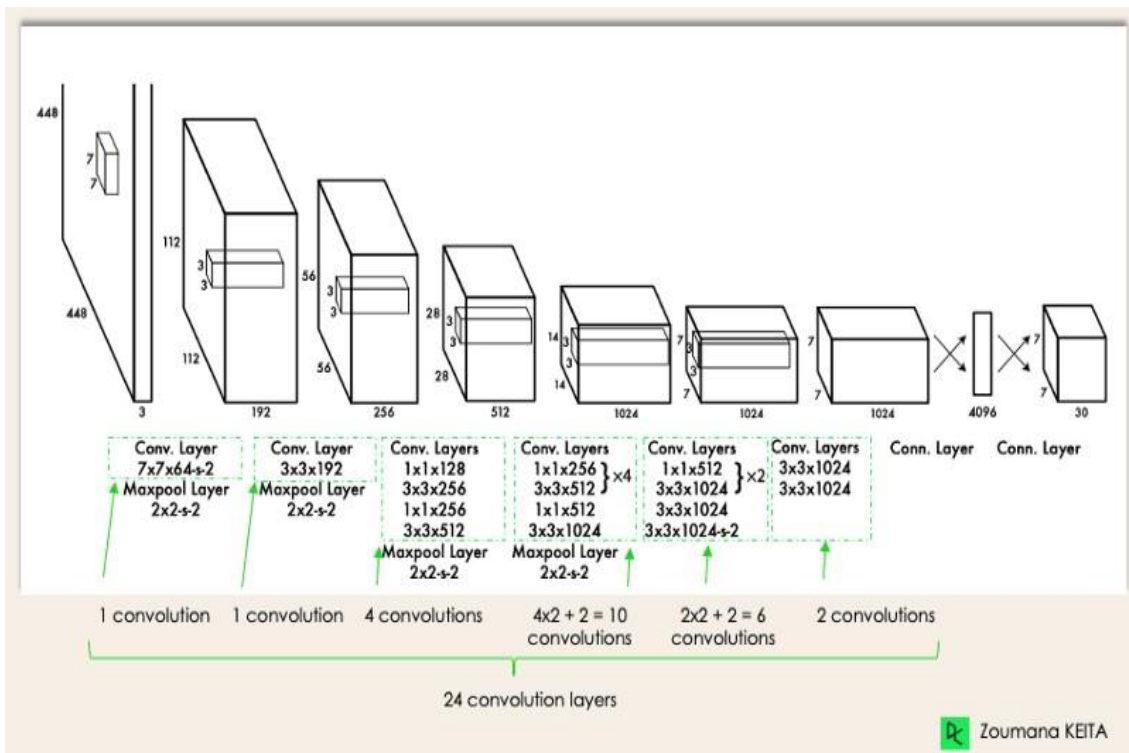 448
7
7
448
3
112
3
3
112
192
56
3
3
56
256
28
3
3
28
512
14
3
3
14
1024
7
3
3
7
1024
7
7
1024
4096
7
7
30
Conv. Layer
7x7x64-s-2
Maxpool Layer
2x2-s-2
Conv. Layer
3x3x192
Maxpool Layer
2x2-s-2
Conv. Layers
1x1x128
3x3x256
1x1x256
3x3x512
Maxpool Layer
2x2-s-2
Conv. Layers
1x1x256
3x3x512 }×4
1x1x512
3x3x1024
Maxpool Layer
2x2-s-2
Conv. Layers
1x1x512
3x3x1024 }×2
3x3x1024
3x3x1024-s-2
Conv. Layers
3x3x1024
3x3x1024
Conn. Layer
Conn. Layer
1 convolution
1 convolution
4 convolutions
4x2 + 2 = 10
convolutions
2x2 + 2 = 6
convolutions
2 convolutions
24 convolution layers
DC Zoumana KEITA